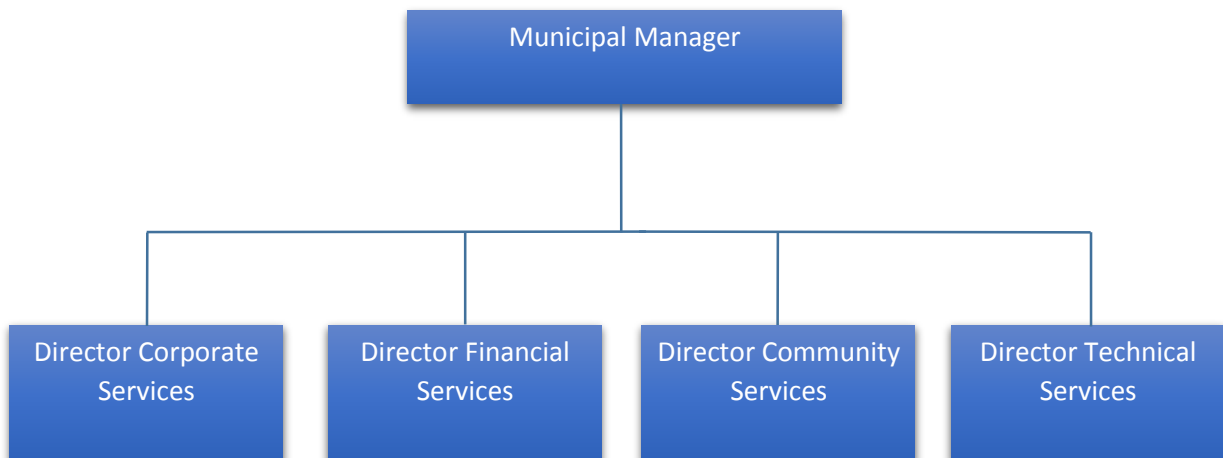 Municipal Manager
Director Corporate
Services
Director Financial
Services
Director Community
Services
Director Technical
Services